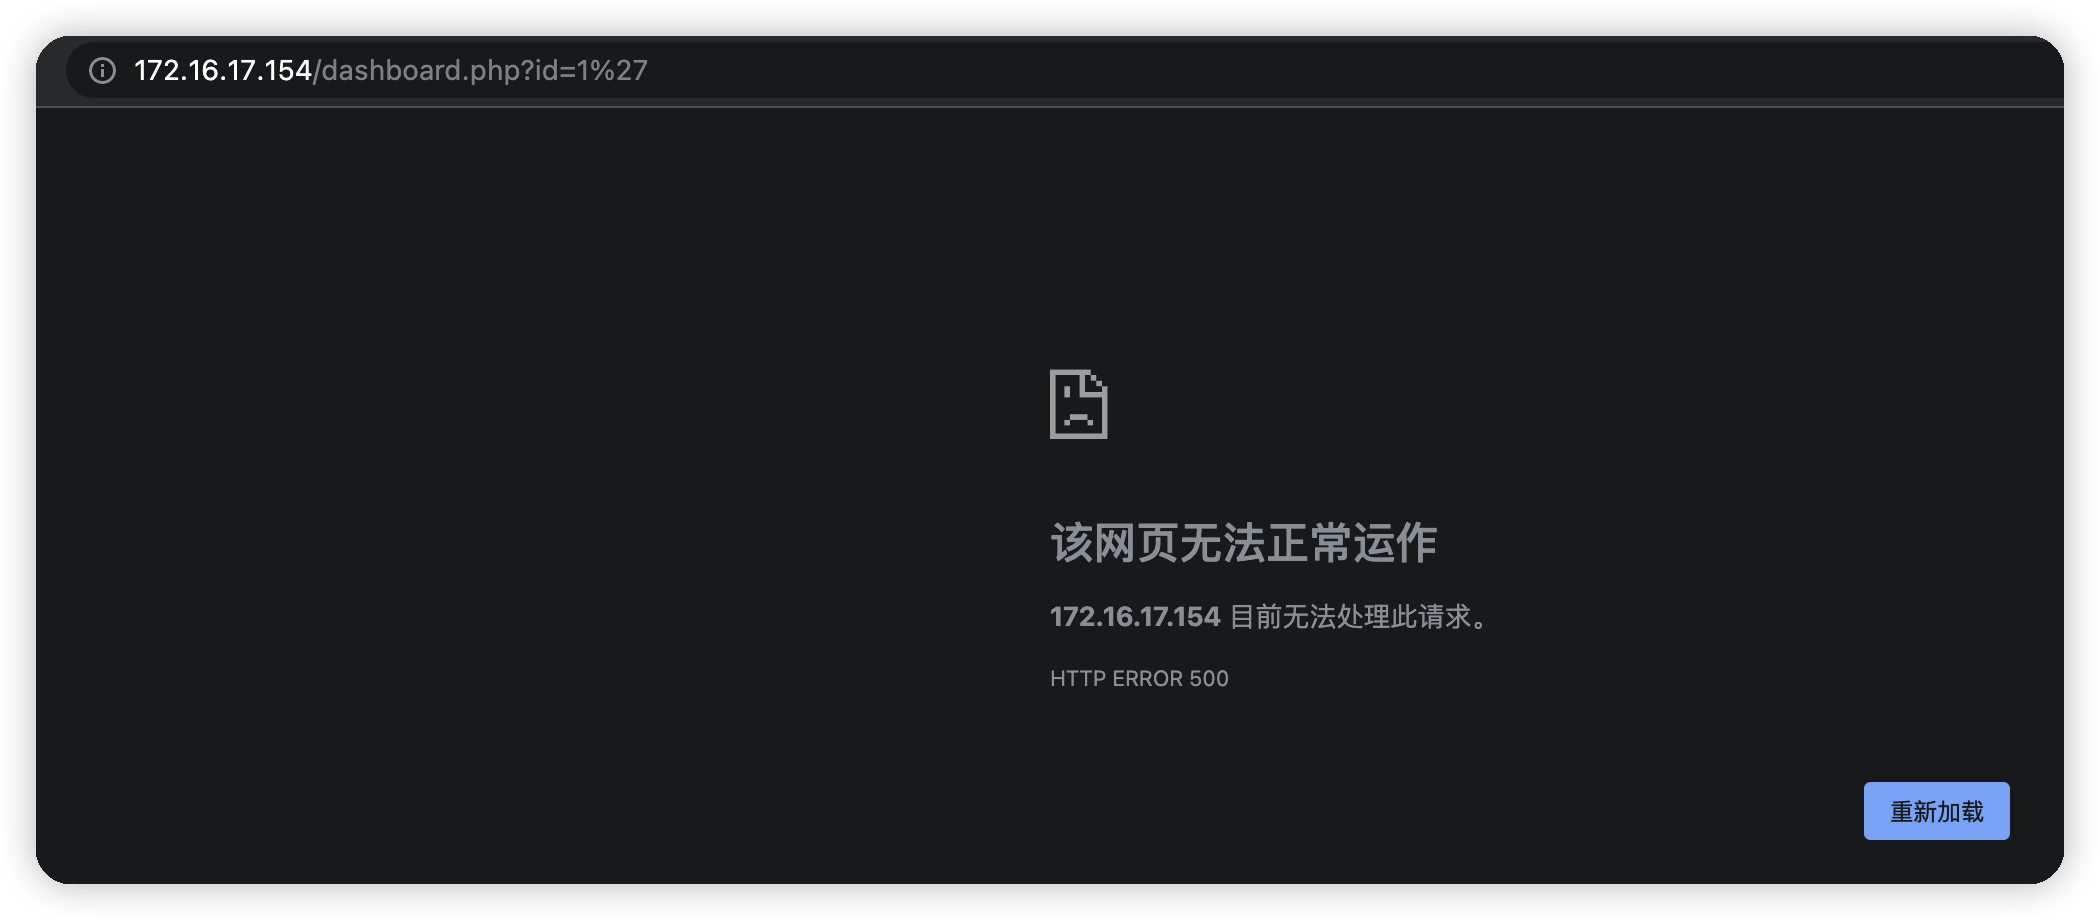 172.16.17.154/dashboard.php?id=1%27
该网页无法正常运作
172.16.17.154 目前无法处理此请求。
HTTP ERROR 500
重新加载